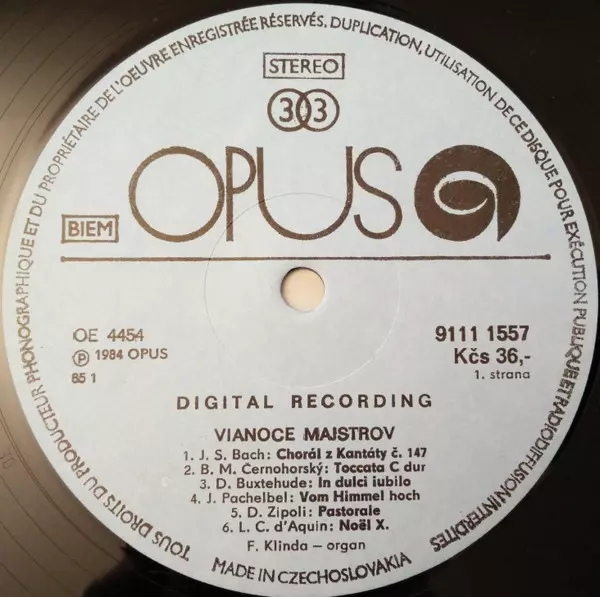 TOUS DROITS DU PRODUCTEUR PHONOGRAPHIQUE ET DU PROPRIÉTAIRE DE L'OEUVRE ENREGISTRÉE RÉSERVÉS. DUPLICATION, UTILISATION DE CE DISQUE POUR EXÉCUTION PUBLIQUE ET RADIODIFFUSION INTERDITES
STEREO
33
OPUS
BIEM
OE 4454
9111 1557
℗ 1984 OPUS
Kčs 36,-
85 1
1. strana
DIGITAL RECORDING
VIANOCE MAJSTROV
1. J. S. Bach: Chorál z Kantáty č. 147
2. B. M. Černohorský: Toccata C dur
3. D. Buxtehude: In dulci iubilo
4. J. Pachelbel: Vom Himmel hoch
5. D. Zipoli: Pastorale
6. L. C. d'Aquin: Noël X.
F. Klinda – organ
MADE IN CZECHOSLOVAKIA